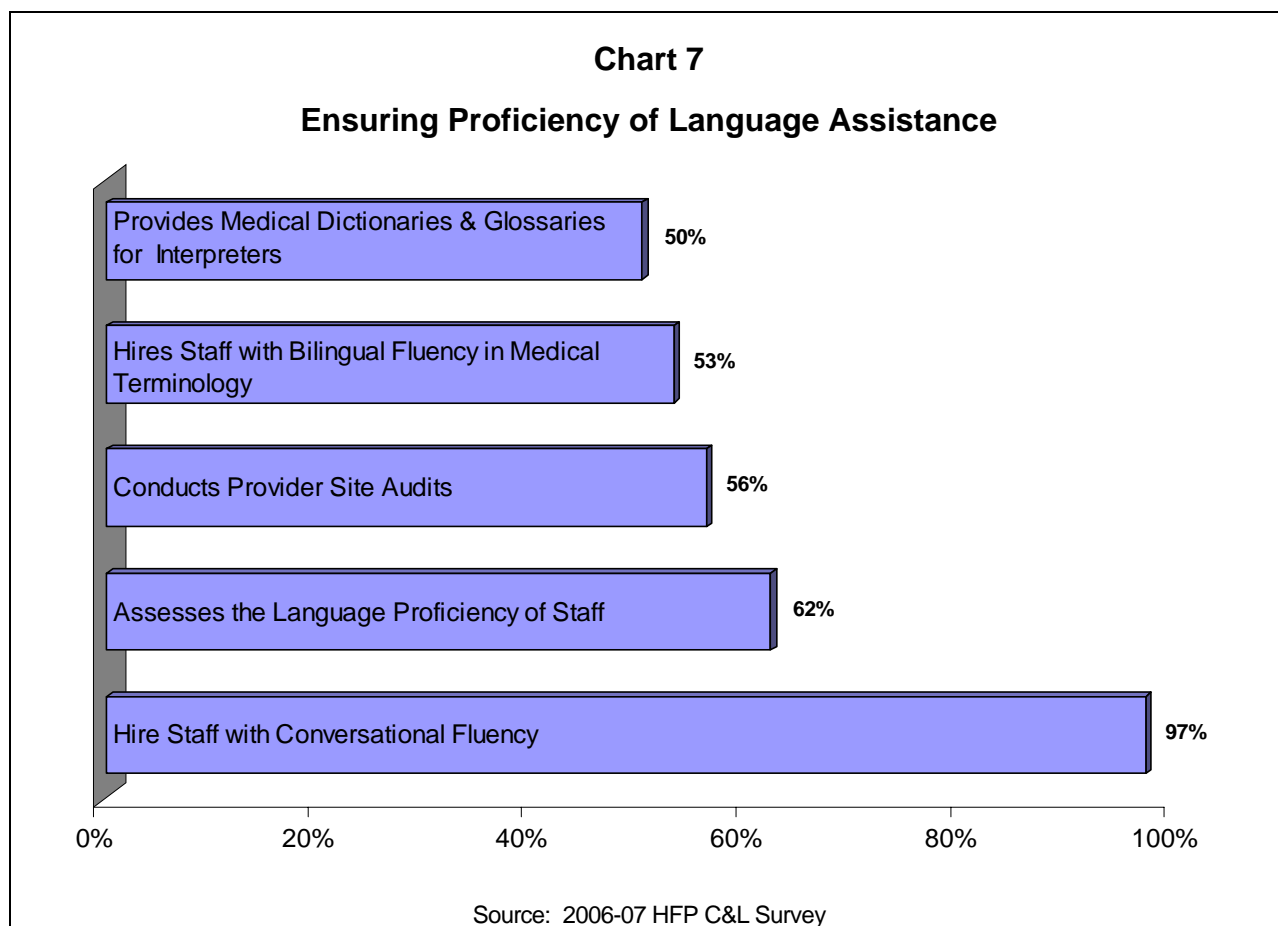 Chart 7
Ensuring Proficiency of Language Assistance
Provides Medical Dictionaries & Glossaries
for Interpreters
50%
Hires Staff with Bilingual Fluency in Medical
Terminology
53%
Conducts Provider Site Audits
56%
Assesses the Language Proficiency of Staff
62%
Hire Staff with Conversational Fluency
97%
0% 20% 40% 60% 80% 100%
Source: 2006-07 HFP C&L Survey